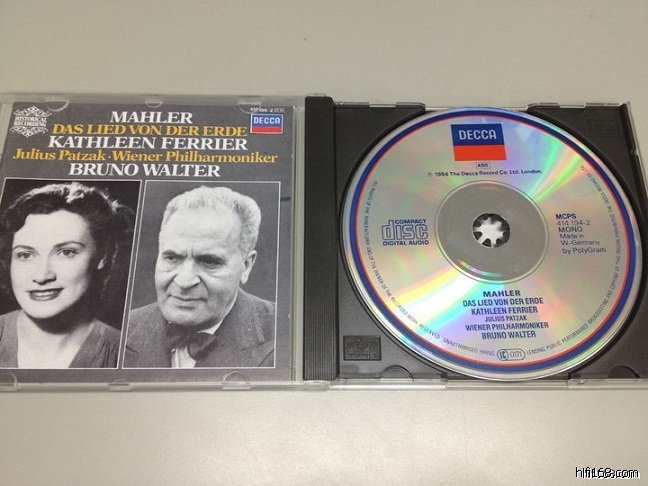 HISTORICAL
RECORDING
DECCA
MAHLER
DAS LIED VON DER ERDE
KATHLEEN FERRIER
Julius Patzak · Wiener Philharmoniker
BRUNO WALTER
DECCA
ADD
℗ 1984 The Decca Record Co. Ltd. London.
COMPACT
disc
DIGITAL AUDIO
MCPS
414 194-2
MONO
Made in
W.-Germany
by PolyGram
MAHLER
DAS LIED VON DER ERDE
KATHLEEN FERRIER
JULIUS PATZAK
WIENER PHILHARMONIKER
BRUNO WALTER